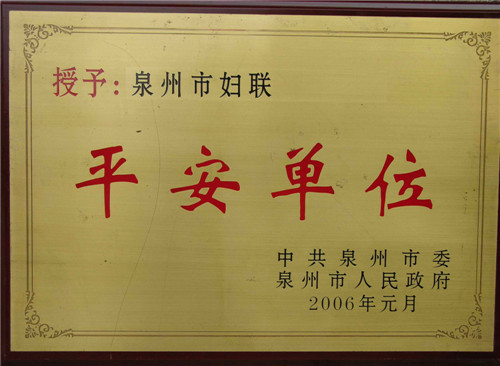 授予：泉州市妇联
平安单位
中共泉州市委
泉州市人民政府
2006年元月